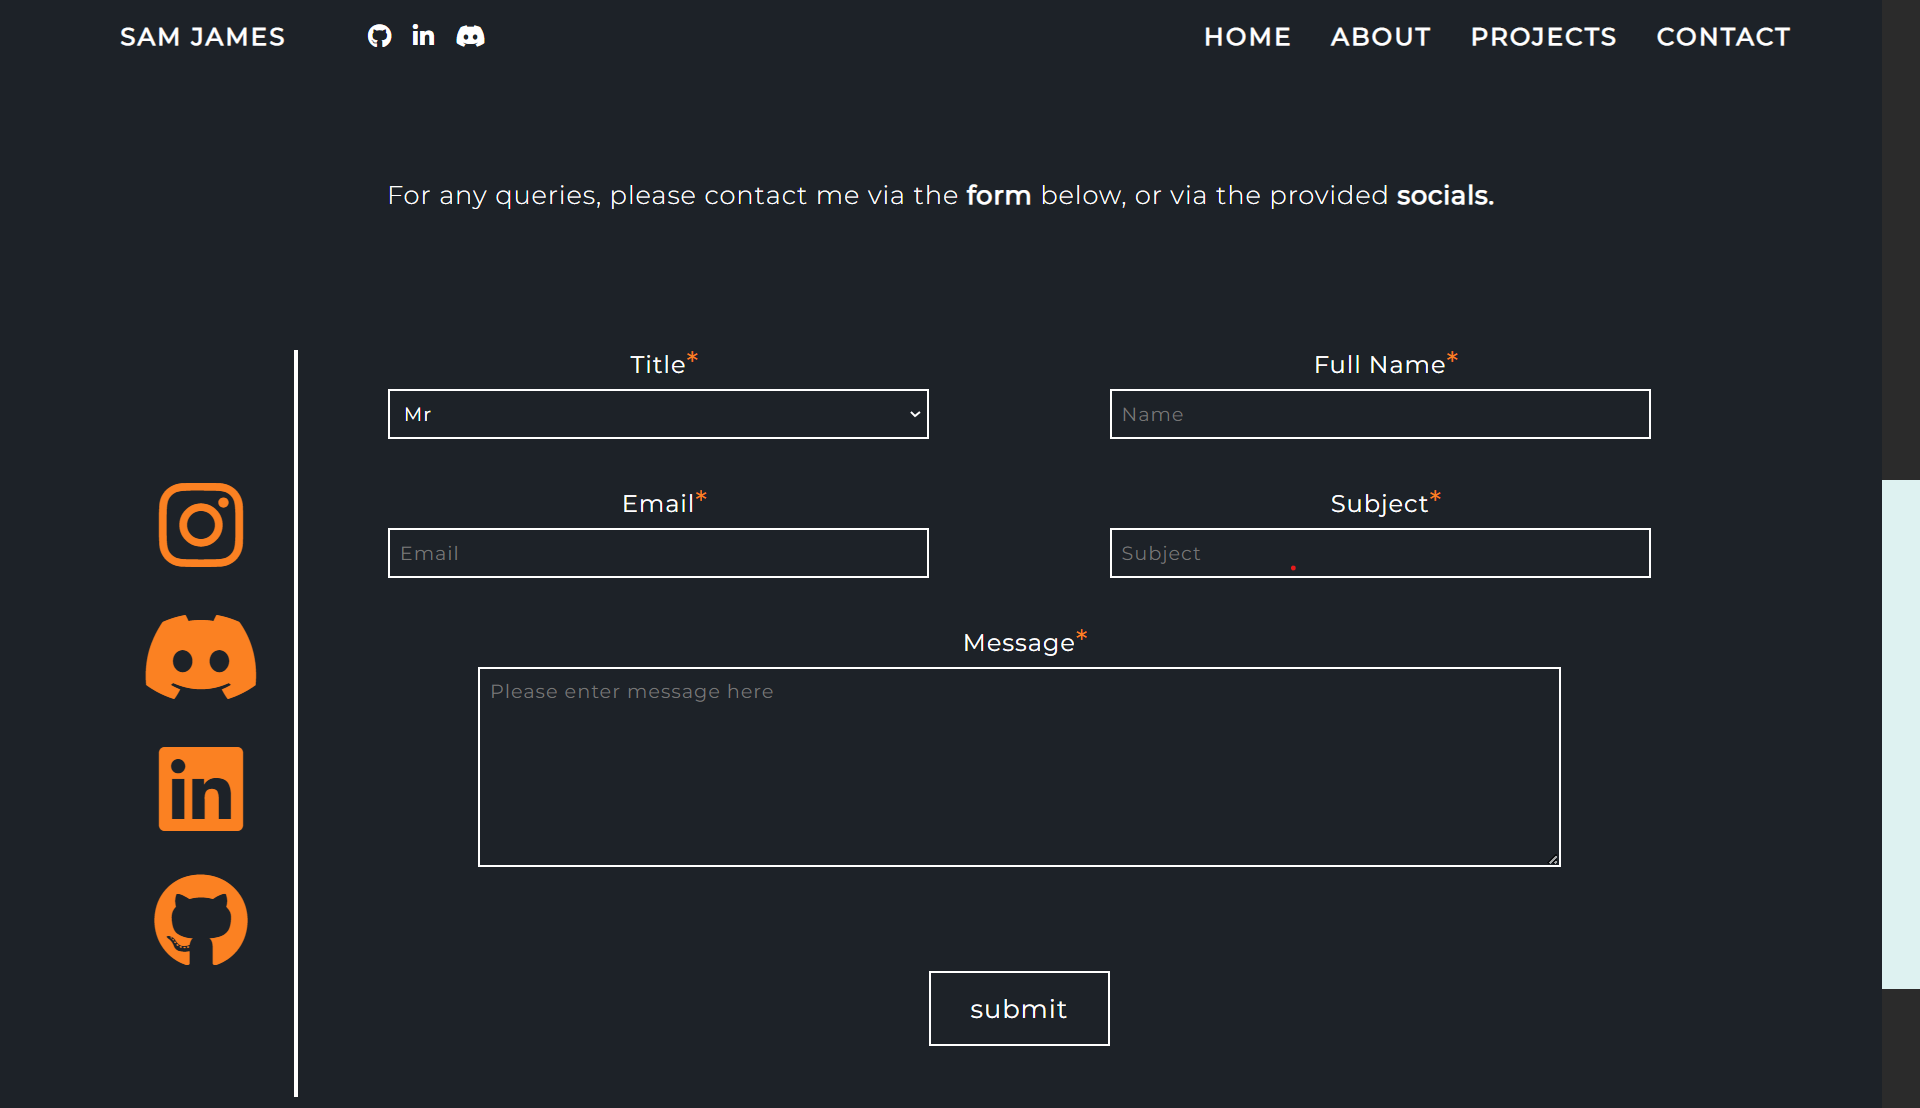 SAM JAMES
HOME ABOUT PROJECTS CONTACT
For any queries, please contact me via the form below, or via the provided socials.
Title* Full Name*
Mr Name
Email* Subject*
Email Subject
Message*
Please enter message here
submit